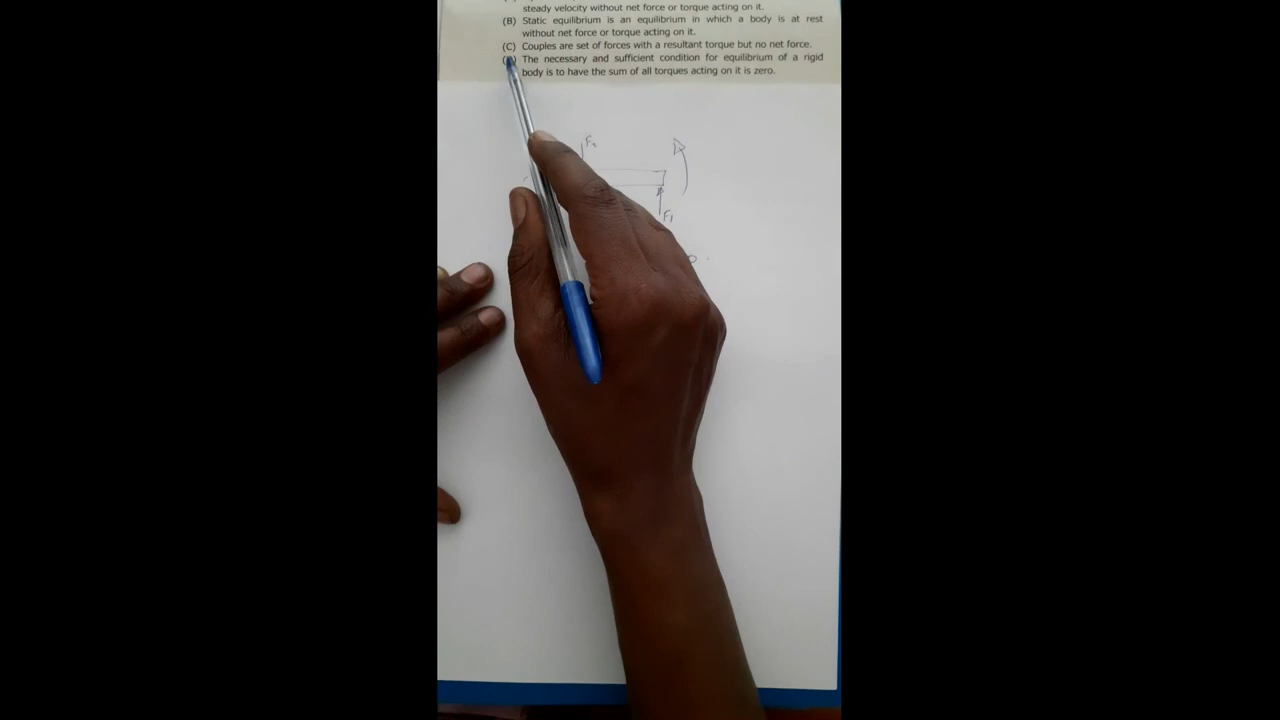 steady velocity without net force or torque acting on it.
(B) Static equilibrium is an equilibrium in which a body is at rest
without net force or torque acting on it.
(C) Couples are set of forces with a resultant torque but no net force.
The necessary and sufficient condition for equilibrium of a rigid
body is to have the sum of all torques acting on it is zero.
F₂
F₁